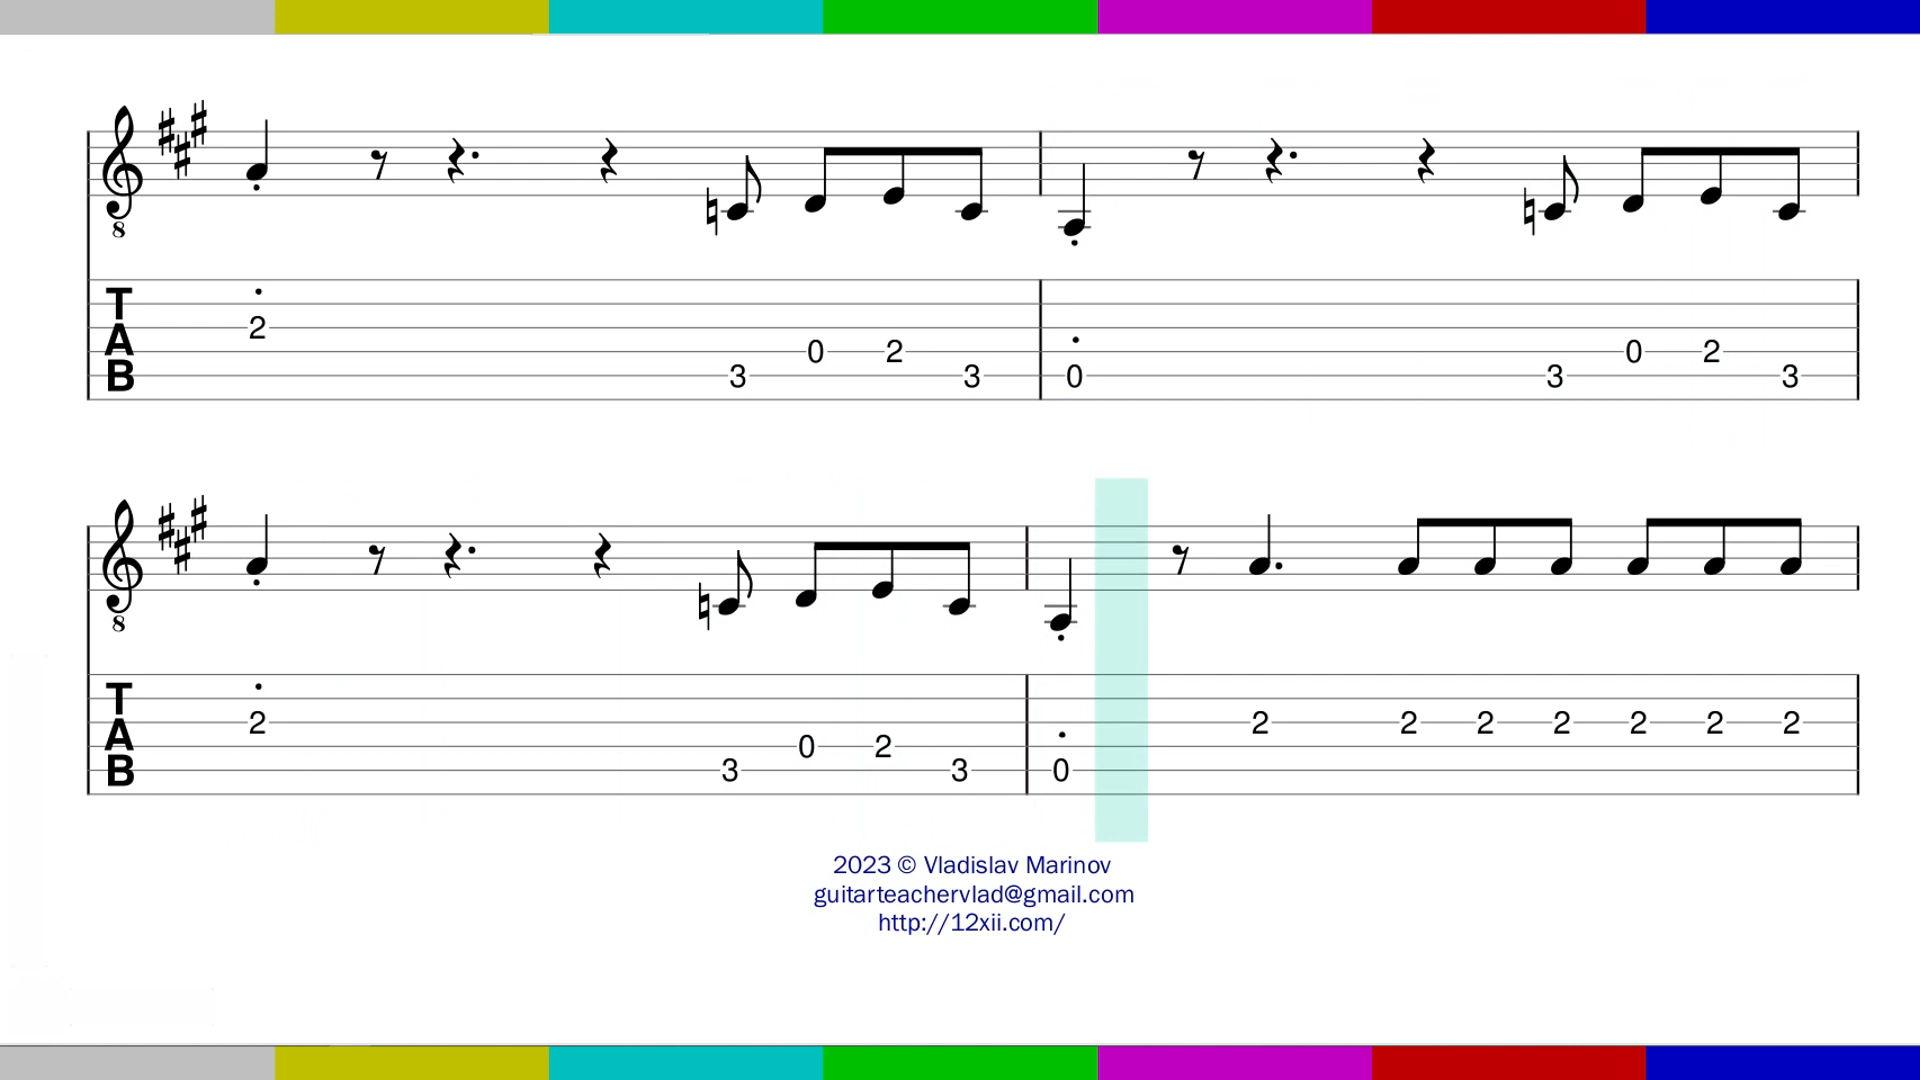 8
T
A
B
2 3 0 2 3 0 3 0 2 3
8
T
A
B
2 3 0 2 3 0 2 2 2 2 2 2 2
2023 © Vladislav Marinov
guitarteachervlad@gmail.com
http://12xii.com/